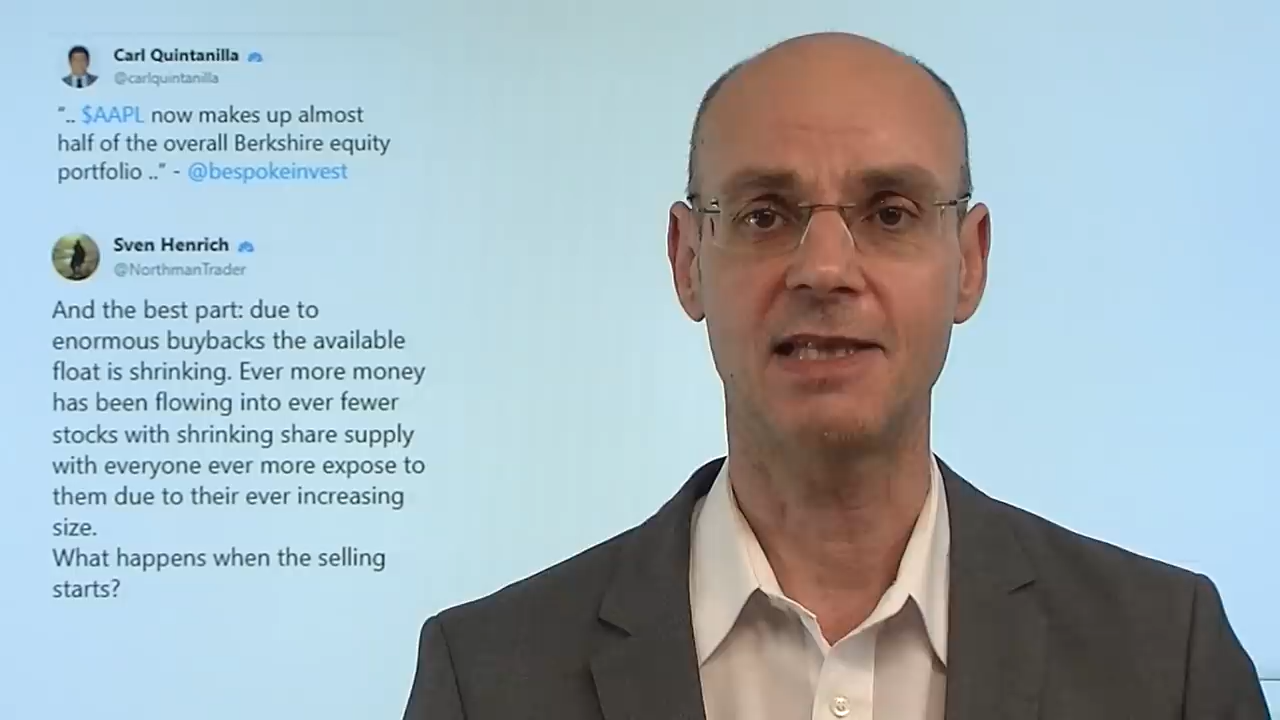 Carl Quintanilla
@carlquintanilla
“.. $AAPL now makes up almost
half of the overall Berkshire equity
portfolio ..” - @bespokeinvest
Sven Henrich
@NorthmanTrader
And the best part: due to
enormous buybacks the available
float is shrinking. Ever more money
has been flowing into ever fewer
stocks with shrinking share supply
with everyone ever more expose to
them due to their ever increasing
size.
What happens when the selling
starts?